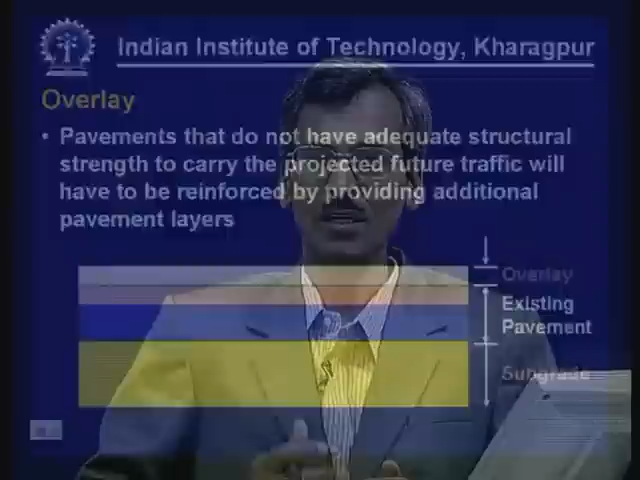 Indian Institute of Technology, Kharagpur
Overlay
• Pavements that do not have adequate structural
strength to carry the projected future traffic will
have to be reinforced by providing additional
pavement layers
Overlay
Existing
Pavement
Subgrade